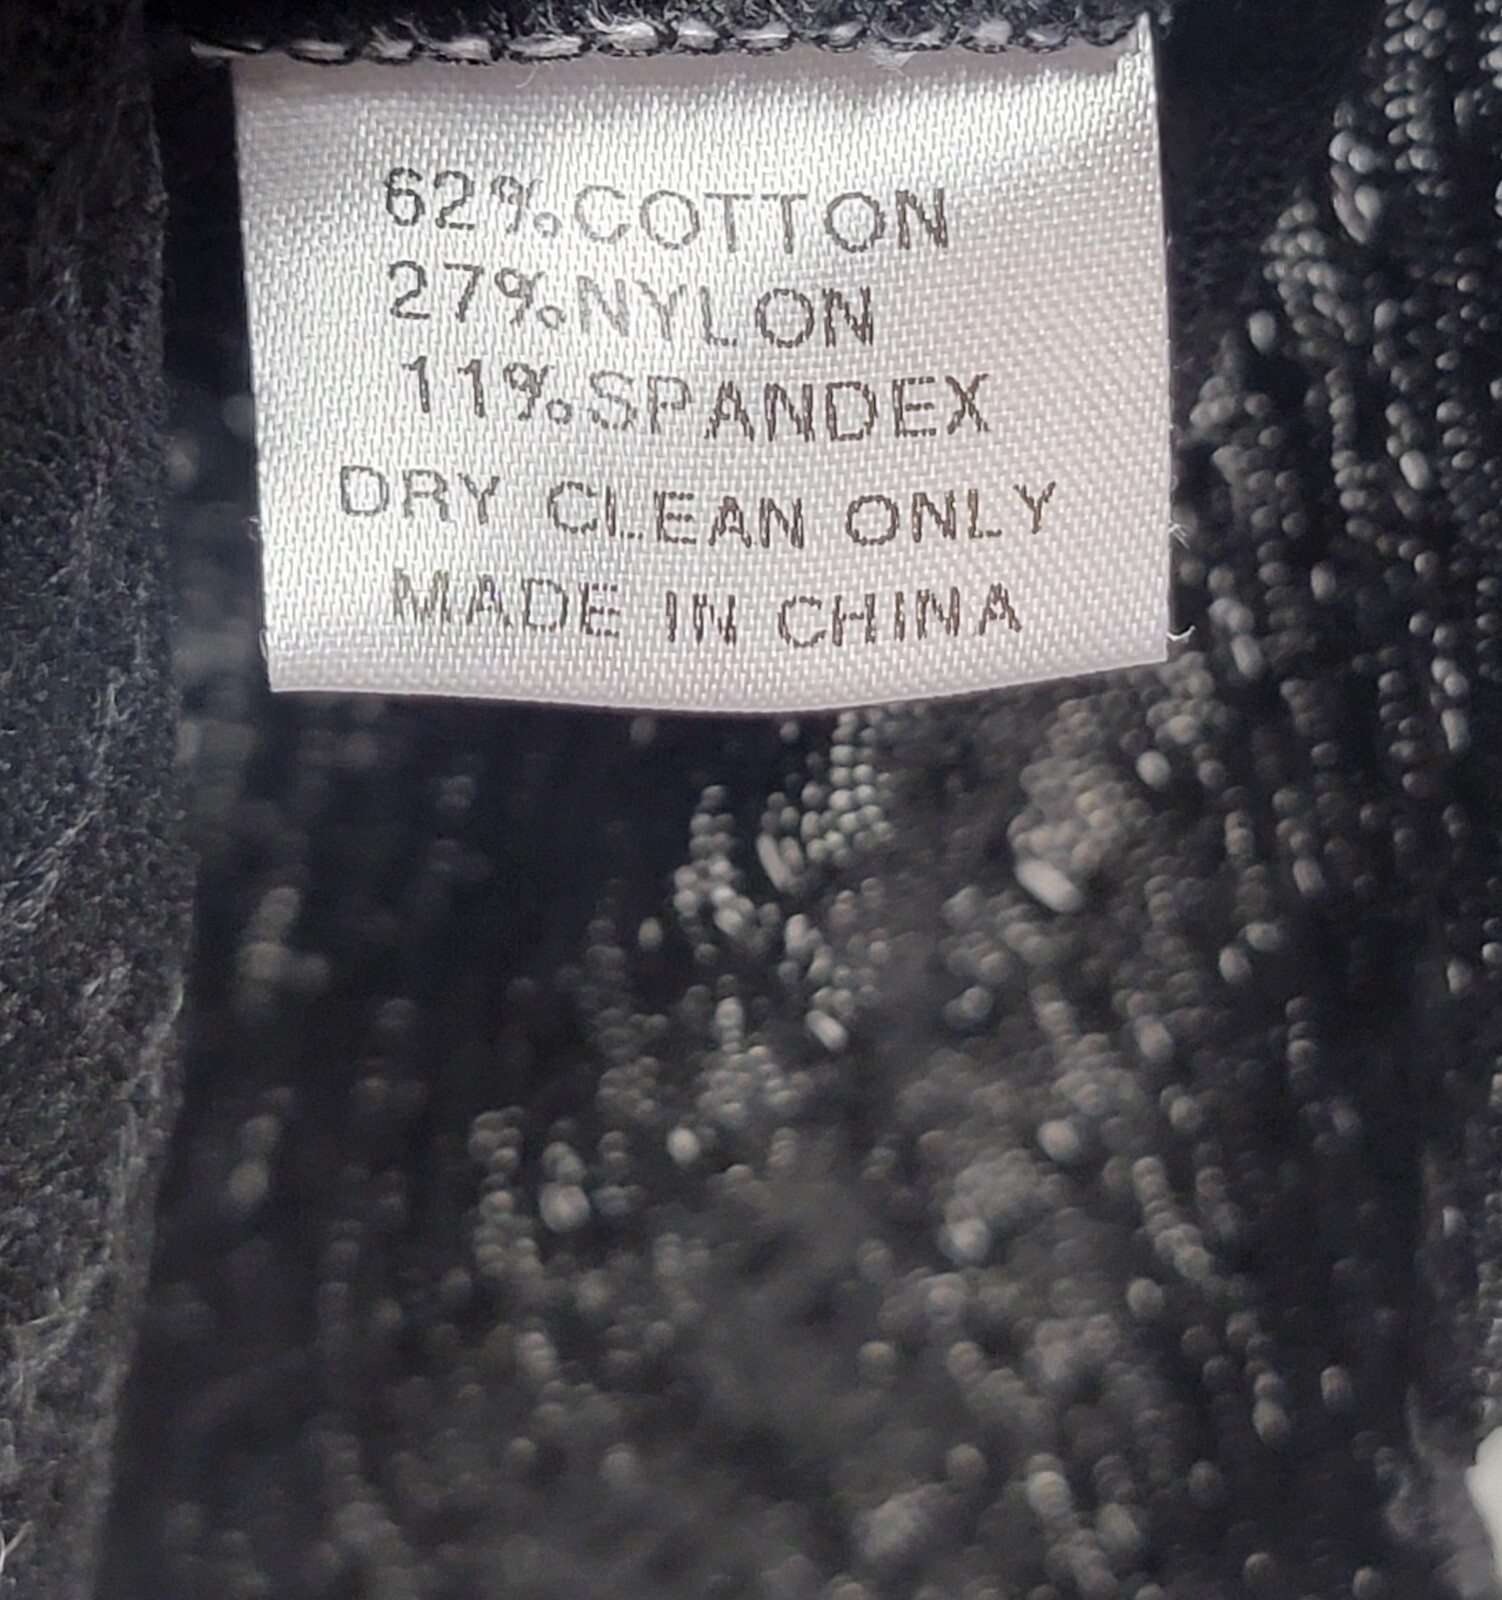 62%COTTON
27%NYLON
11%SPANDEX
DRY CLEAN ONLY
MADE IN CHINA